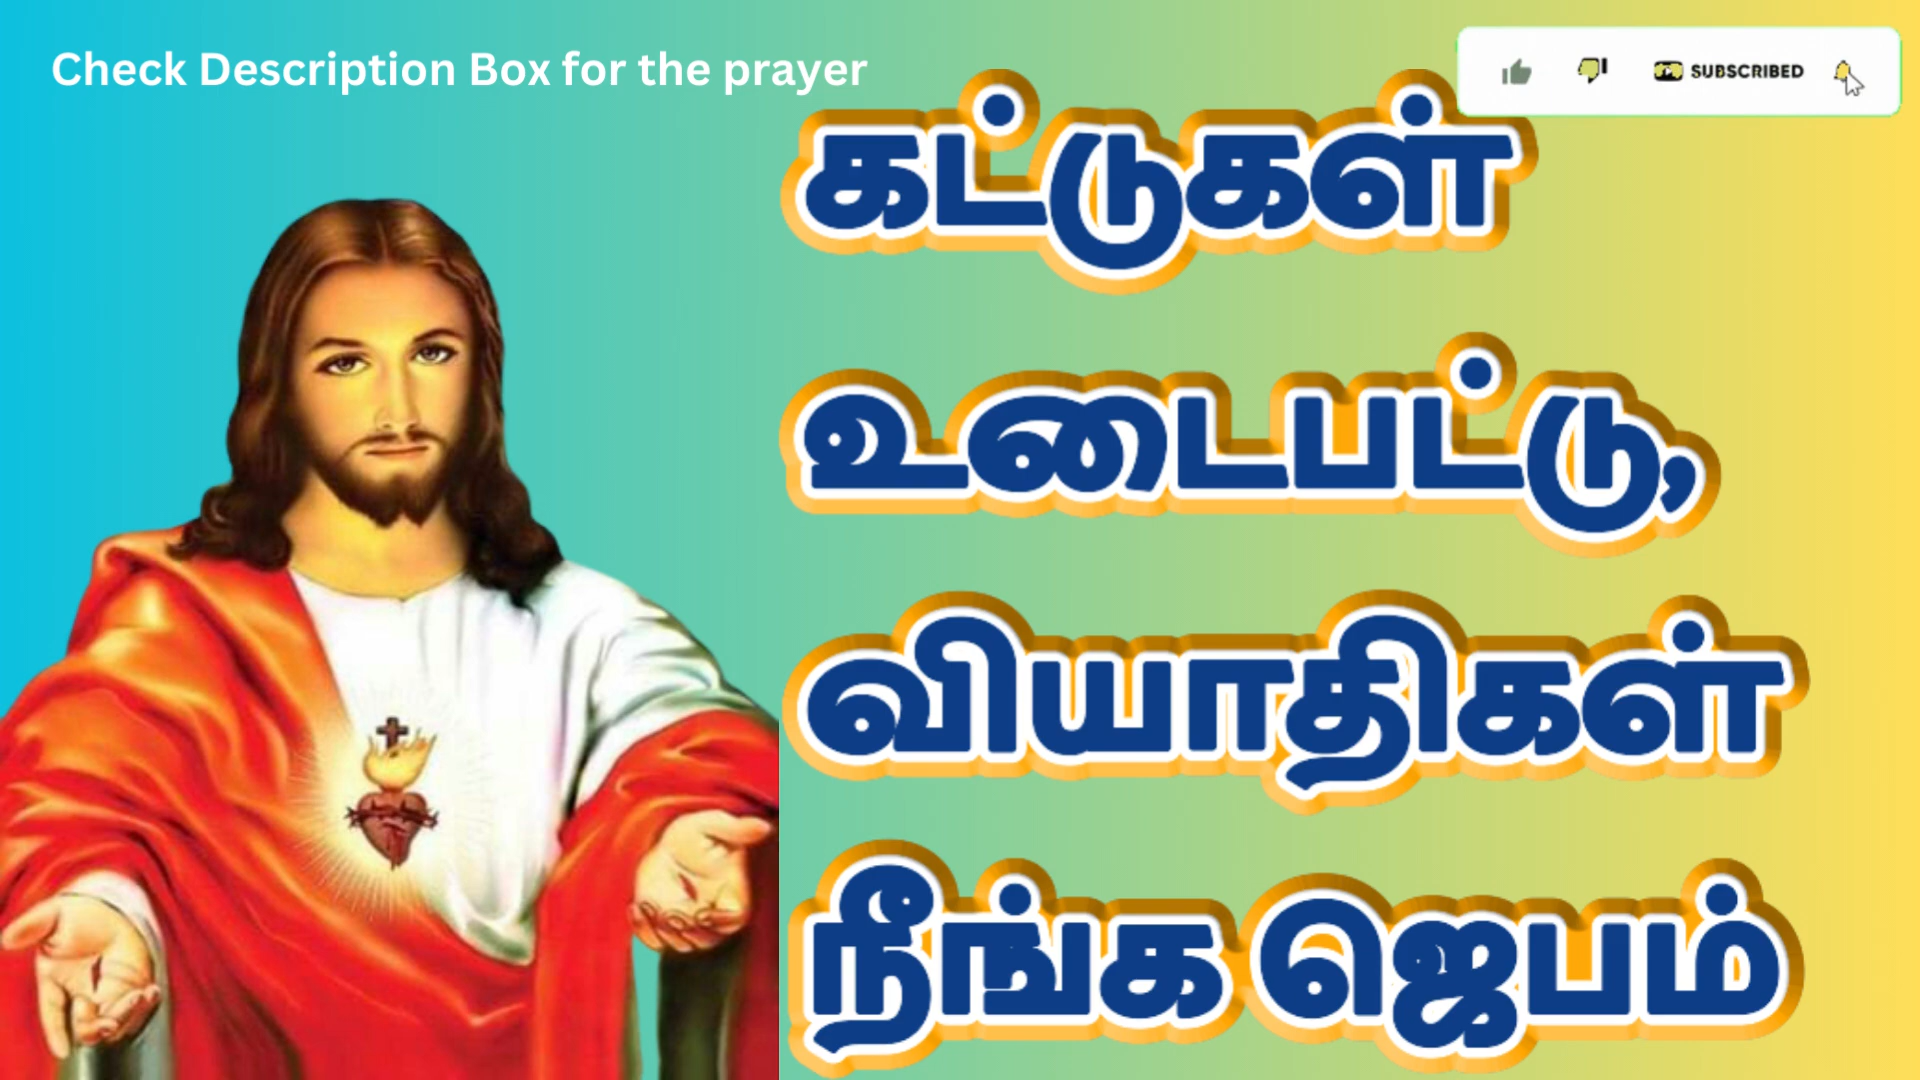 Check Description Box for the prayer
SUBSCRIBED
கட்டுகள்
உடைபட்டு,
வியாதிகள்
நீங்க ஜெபம்